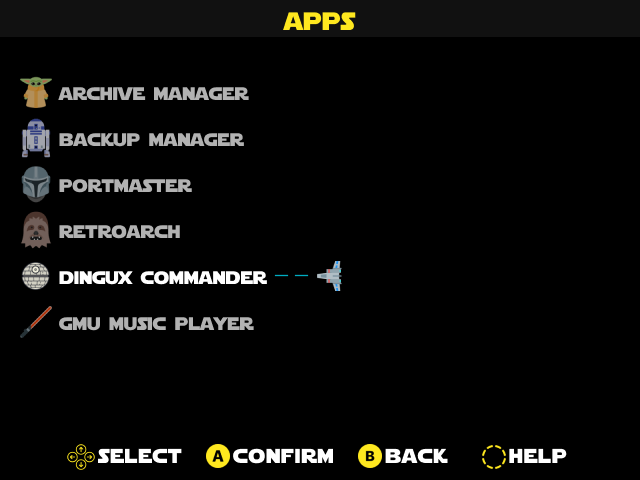 APPS
ARCHIVE MANAGER
BACKUP MANAGER
PORTMASTER
RETROARCH
DINGUX COMMANDER
GMU MUSIC PLAYER
SELECT A CONFIRM B BACK HELP